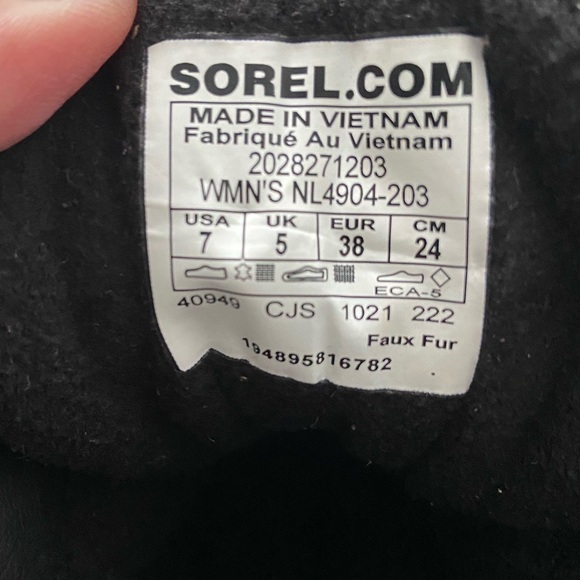 SOREL.COM
MADE IN VIETNAM
Fabriqué Au Vietnam
2028271203
WMN'S NL4904-203
USA UK EUR CM
7 5 38 24
ECA-5
40949 CJS 1021 222
Faux Fur
194895816782